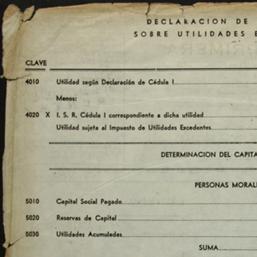 DECLARACION DE
SOBRE UTILIDADES E
CLAVE
4010 Utilidad según Declaración de Cédula I
Menos:
4020 X I. S. R. Cédula I correspondiente a dicha utilidad
Utilidad sujeta al Impuesto de Utilidades Excedentes
DETERMINACION DEL CAPITA
PERSONAS MORAL
5010 Capital Social Pagado
5020 Reservas de Capital
5030 Utilidades Acumuladas
SUMA